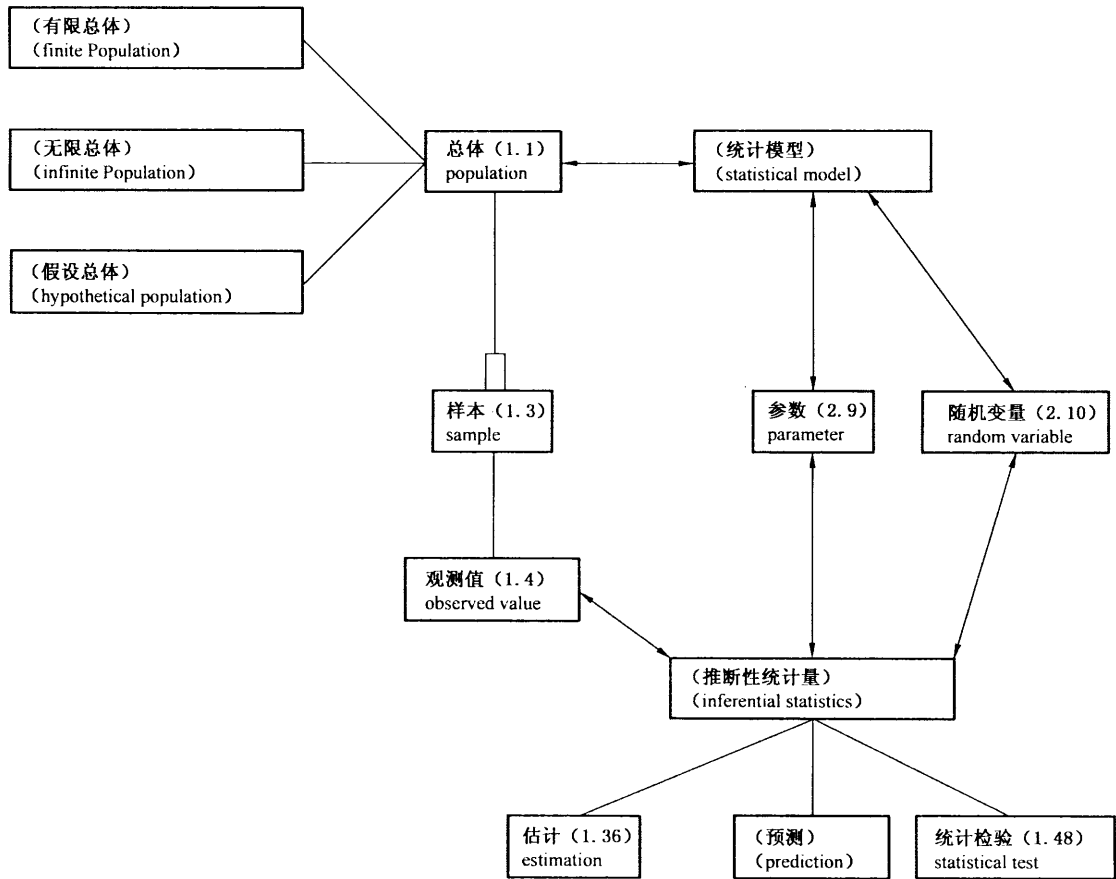 (有限总体)
(finite Population)
(无限总体)
(infinite Population)
总体(1.1)
population
(统计模型)
(statistical model)
(假设总体)
(hypothetical population)
样本(1.3)
sample
参数(2.9)
parameter
随机变量(2.10)
random variable
观测值(1.4)
observed value
(推断性统计量)
(inferential statistics)
估计(1.36)
estimation
(预测)
(prediction)
统计检验(1.48)
statistical test